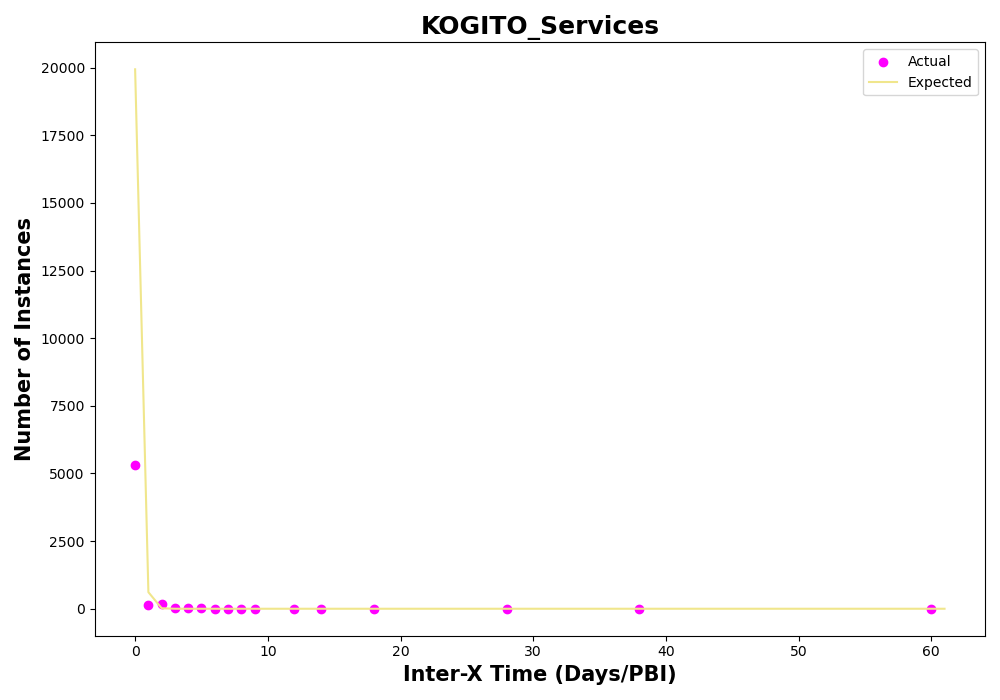 KOGITO_Services
Actual
Expected
20000
17500
15000
12500
10000
7500
5000
2500
0
Number of Instances
0 10 20 30 40 50 60
Inter-X Time (Days/PBI)